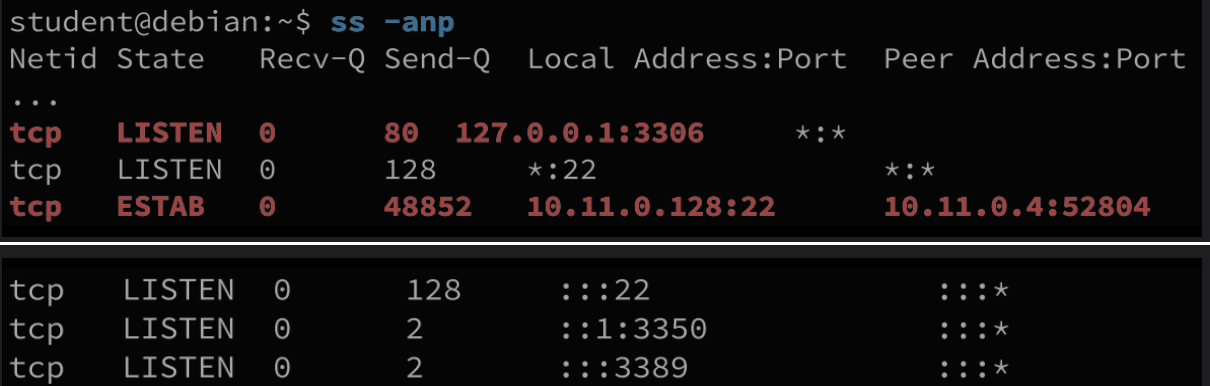 student@debian:~$ ss -anp
Netid State Recv-Q Send-Q Local Address:Port Peer Address:Port
...
tcp LISTEN 0 80 127.0.0.1:3306 *:*
tcp LISTEN 0 128 *:22 *:*
tcp ESTAB 0 48852 10.11.0.128:22 10.11.0.4:52804
tcp LISTEN 0 128 :::22 :::*
tcp LISTEN 0 2 ::1:3350 :::*
tcp LISTEN 0 2 :::3389 :::*